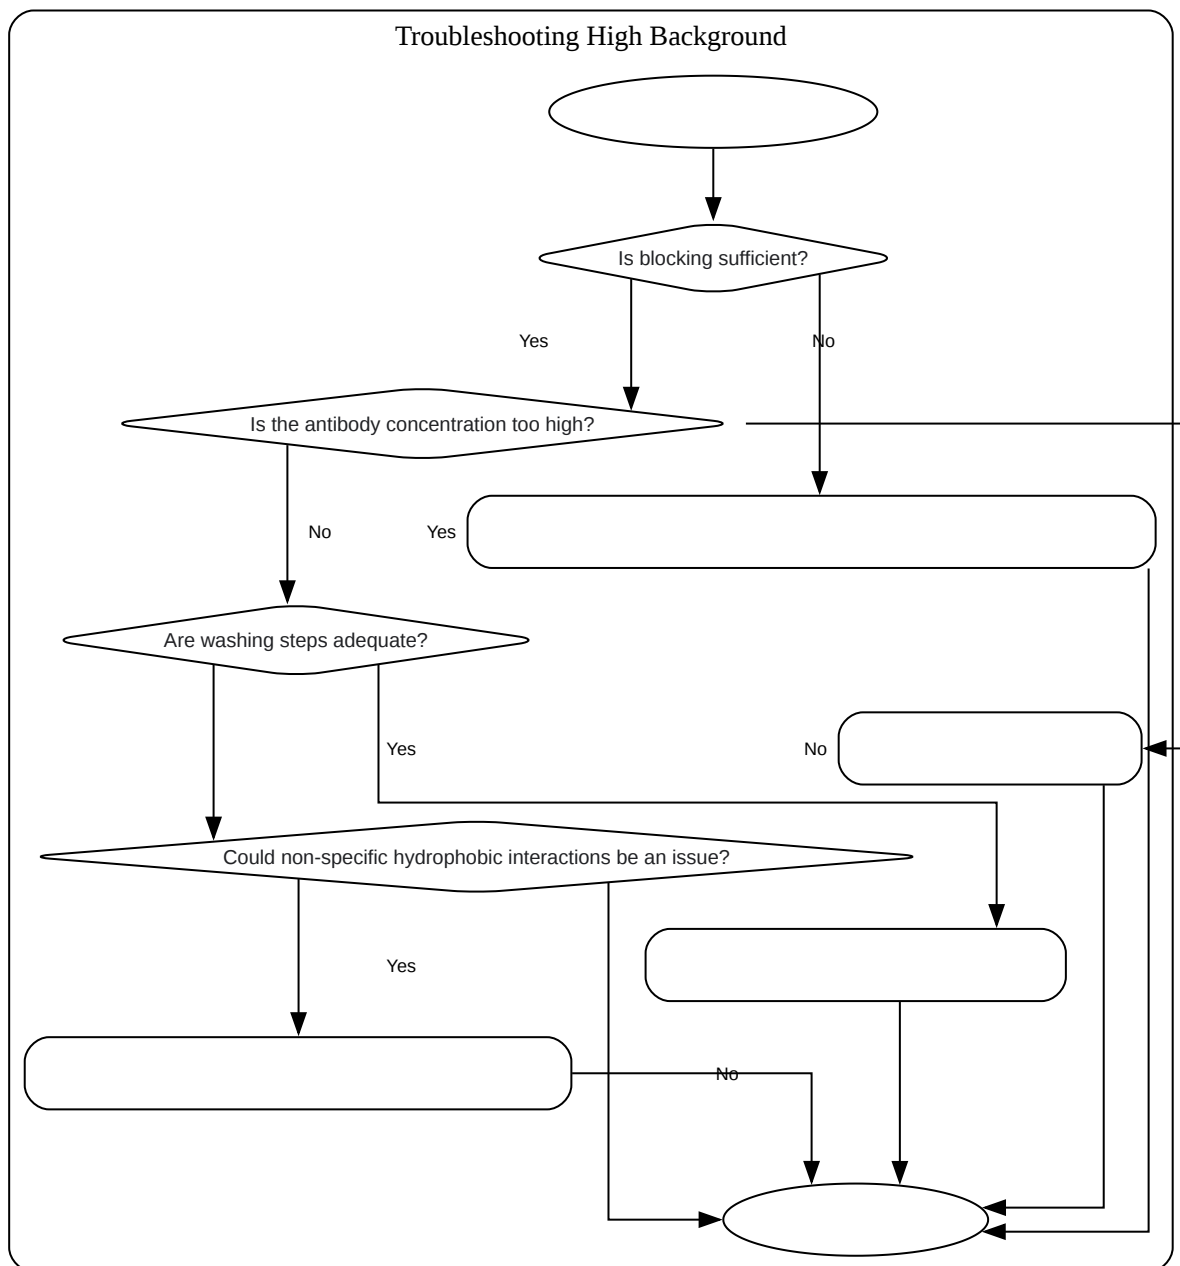 Troubleshooting High Background
Is blocking sufficient?
Yes
No
Is the antibody concentration too high?
No
Yes
Are washing steps adequate?
Yes
No
Could non-specific hydrophobic interactions be an issue?
Yes
No